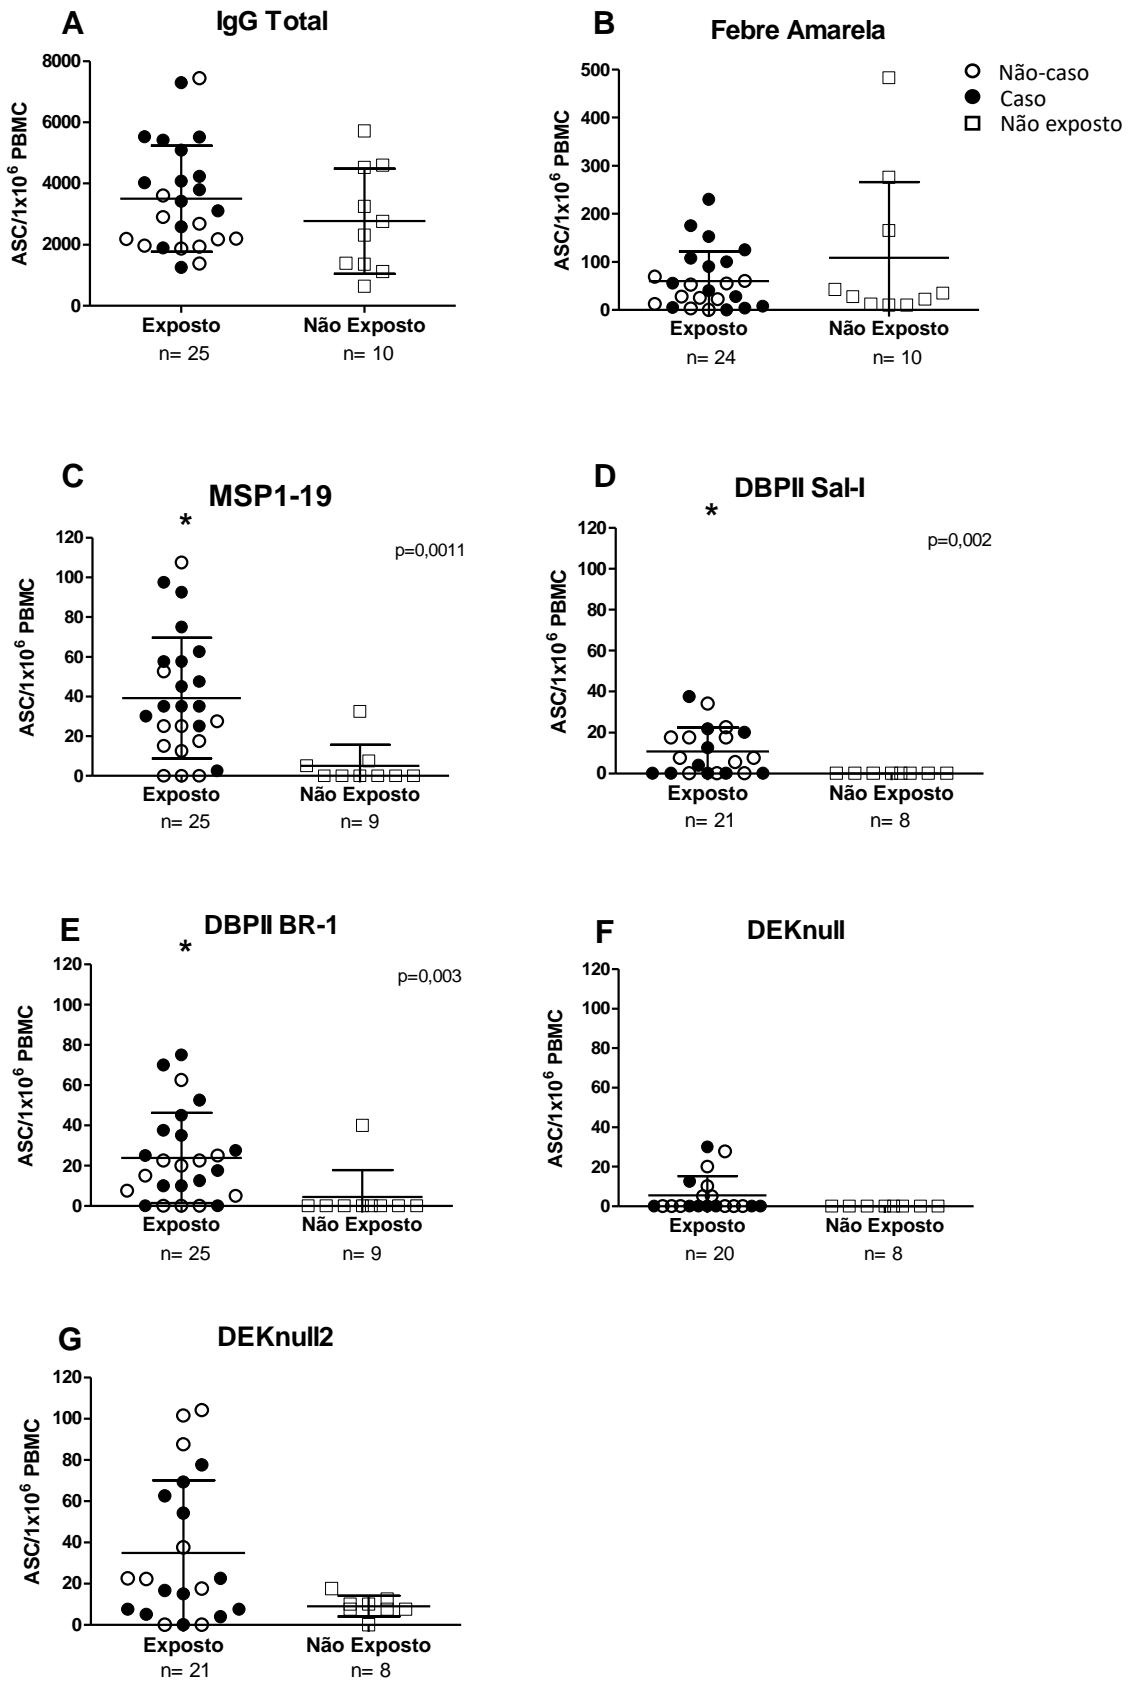 A
IgG Total
ASC/1x10⁶ PBMC
8000
6000
4000
2000
0
Exposto
Não Exposto
n= 25
n= 10
B
Febre Amarela
ASC/1x10⁶ PBMC
500
400
300
200
100
0
Exposto
Não Exposto
n= 24
n= 10
Não-caso
Caso
Não exposto
C
MSP1-19
*
p=0,0011
ASC/1x10⁶ PBMC
120
100
80
60
40
20
0
Exposto
Não Exposto
n= 25
n= 9
D
DBPII Sal-I
*
p=0,002
ASC/1x10⁶ PBMC
120
100
80
60
40
20
0
Exposto
Não Exposto
n= 21
n= 8
E
DBPII BR-1
*
p=0,003
ASC/1x10⁶ PBMC
120
100
80
60
40
20
0
Exposto
Não Exposto
n= 25
n= 9
F
DEKnull
ASC/1x10⁶ PBMC
120
100
80
60
40
20
0
Exposto
Não Exposto
n= 20
n= 8
G
DEKnull2
ASC/1x10⁶ PBMC
120
100
80
60
40
20
0
Exposto
Não Exposto
n= 21
n= 8